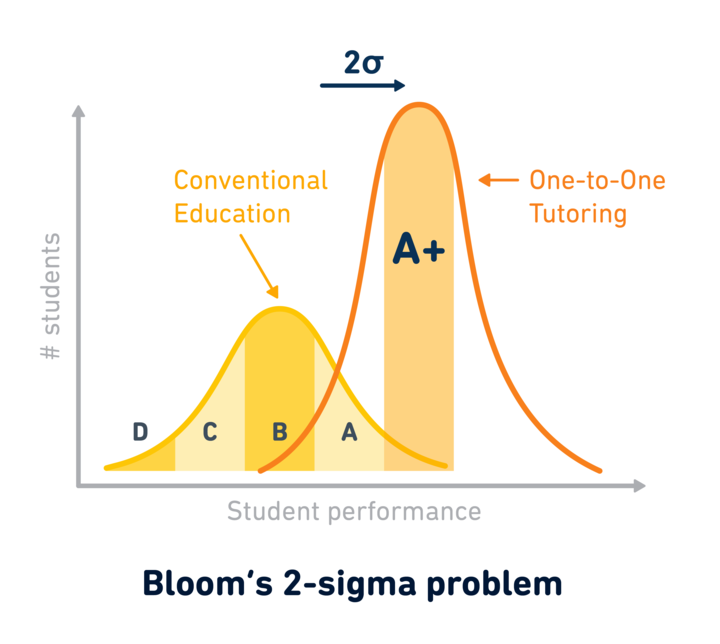 2σ
Conventional
Education
One-to-One
Tutoring
A+
# students
D
C
B
A
Student performance
Bloom's 2-sigma problem